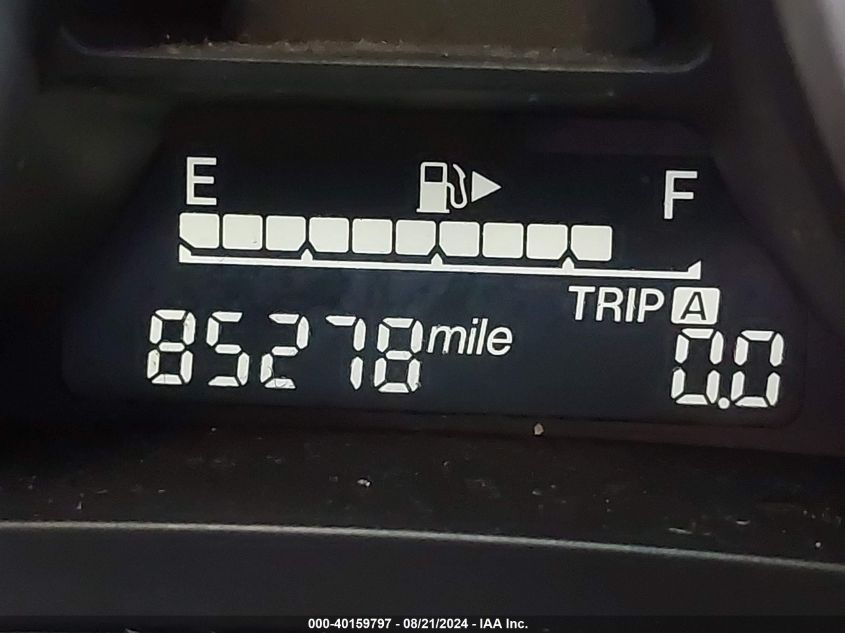 E F
TRIP A
85278 mile 0.0
000-40159797 - 08/21/2024 - IAA Inc.